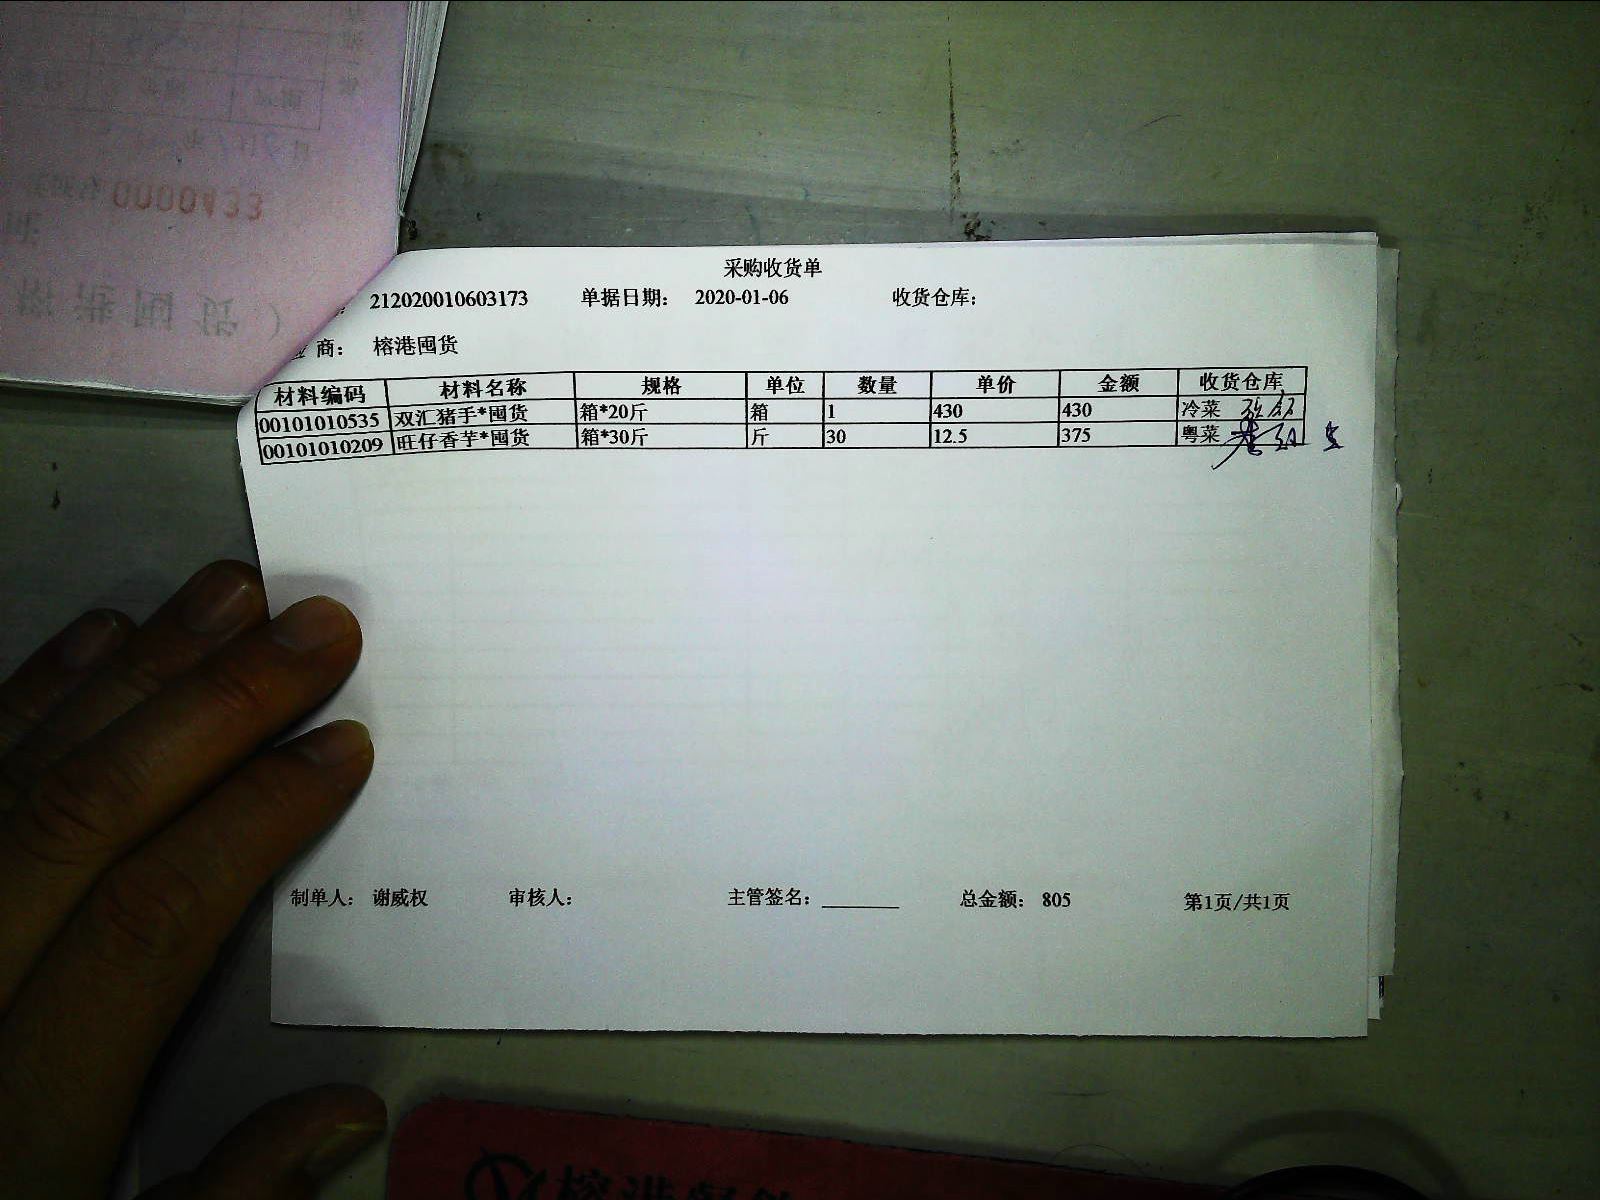 0000433
采购收货单
212020010603173 单据日期: 2020-01-06 收货仓库:
商: 榕港囤货
材料编码 材料名称 规格 单位 数量 单价 金额 收货仓库
00101010535 双汇猪手*囤货 箱*20斤 箱 1 430 430 冷菜
00101010209 旺仔香芋*囤货 箱*30斤 斤 30 12.5 375 粤菜
制单人: 谢威权 审核人: 主管签名: ________ 总金额: 805 第1页/共1页